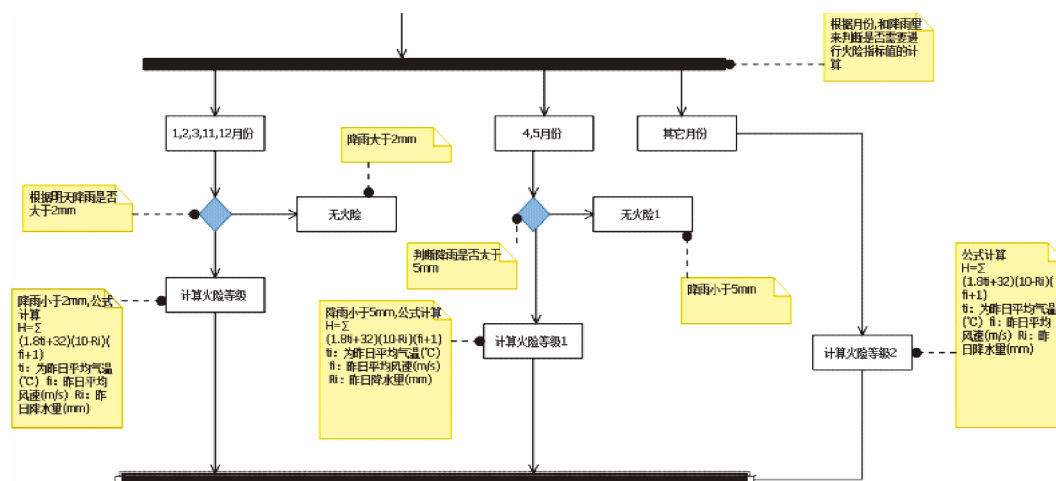 根据月份,和降雨里
来判断是否需要进
行火险指标值的计
算
1,2,3,11,12月份
降雨大于2mm
4,5月份
其它月份
根据明天降雨是否
大于2mm
无火险
无火险1
判断降雨是否大于
5mm
降雨小于5mm
公式计算
H=Σ
(1.8ti+32)(10-Ri)(
fi+1)
ti：为昨日平均气温
(℃) fi：昨日平均
风速(m/s) Ri：昨
日降水量(mm)
计算火险等级
降雨小于2mm,公式
计算
H=Σ
(1.8ti+32)(10-Ri)(
fi+1)
ti：为昨日平均气温
(℃) fi：昨日平均
风速(m/s) Ri：昨
日降水量(mm)
降雨小于5mm,公式计算
H=Σ
(1.8ti+32)(10-Ri)(fi+1)
ti：为昨日平均气温(℃)
fi：昨日平均风速(m/s)
Ri：昨日降水量(mm)
计算火险等级1
计算火险等级2